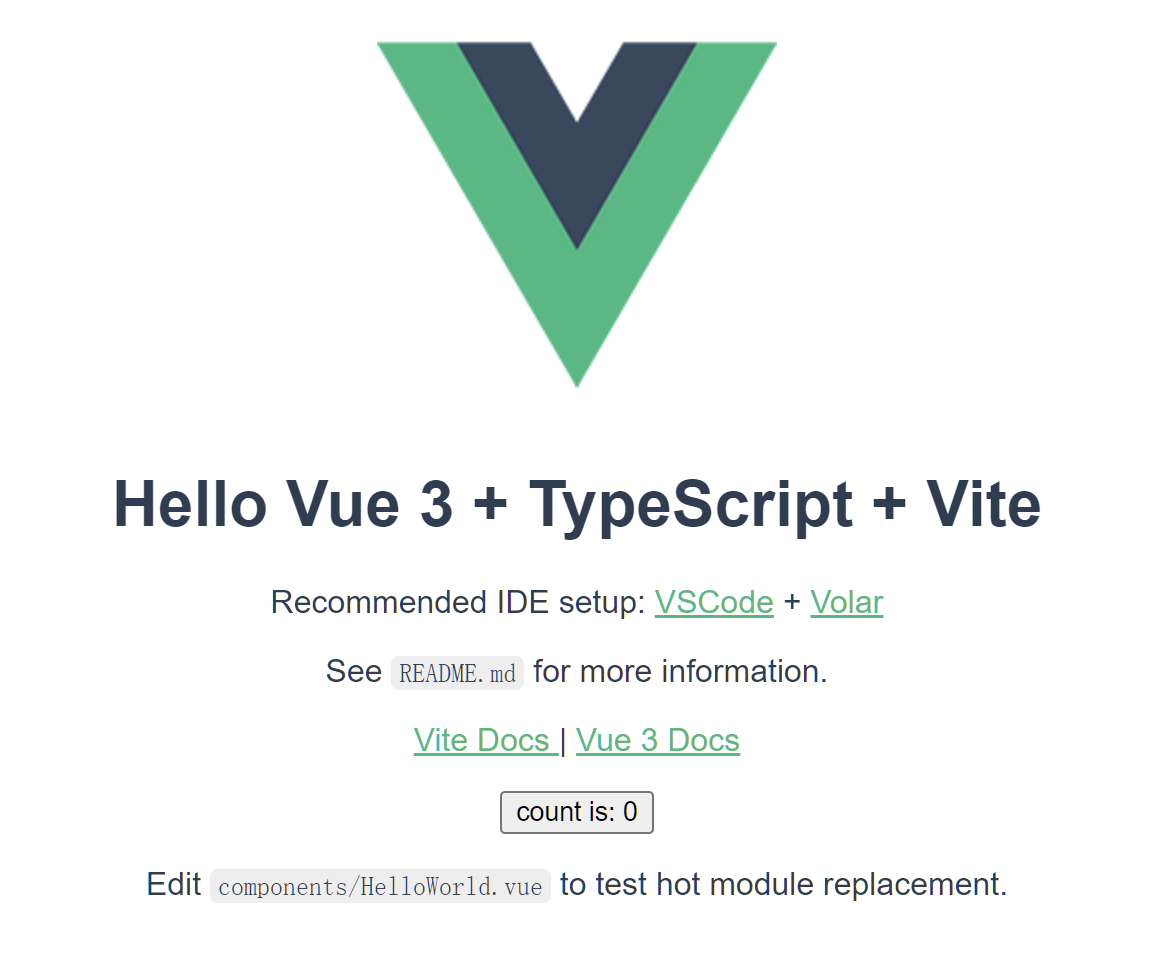 Hello Vue 3 + TypeScript + Vite
Recommended IDE setup: VSCode + Volar
See README.md for more information.
Vite Docs | Vue 3 Docs
count is: 0
Edit components/HelloWorld.vue to test hot module replacement.